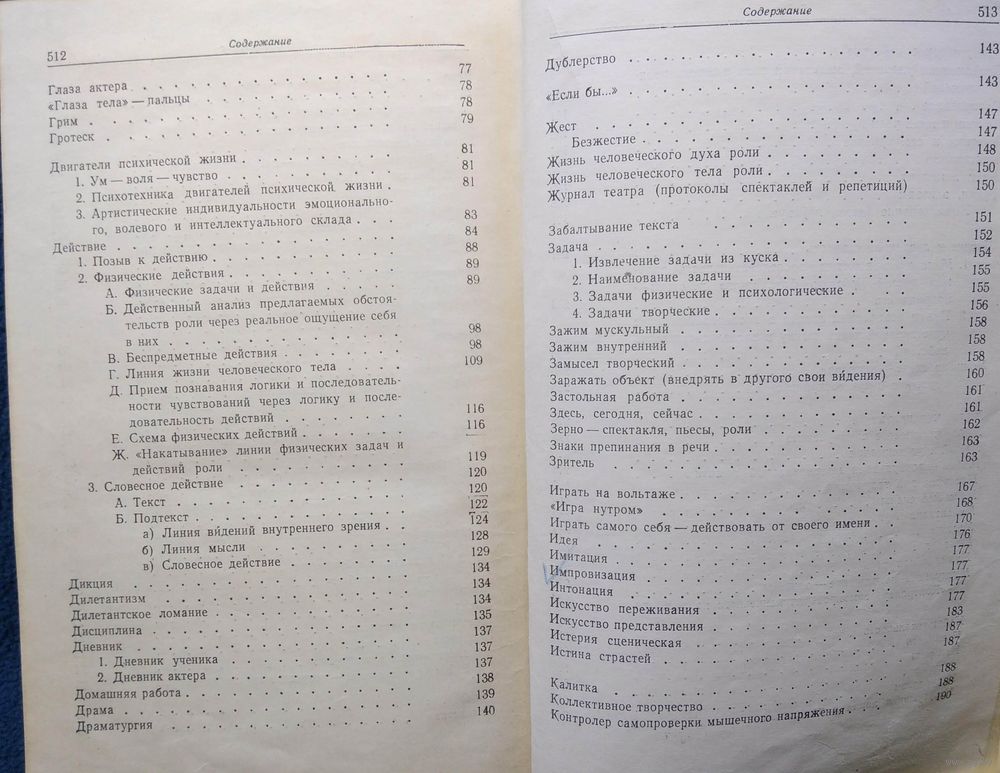 512 Содержание
Глаза актера . . . . . . . . . . 77
«Глаза тела» — пальцы . . . . . . . . 78
Грим . . . . . . . . . . . . 78
Гротеск . . . . . . . . . . . . 79
Двигатели психической жизни . . . . . . . 81
1. Ум — воля — чувство . . . . . . . . 81
2. Психотехника двигателей психической жизни . 81
3. Артистические индивидуальности эмоционально-
го, волевого и интеллектуального склада . . . 83
Действие . . . . . . . . . . . . 84
1. Позыв к действию . . . . . . . . . 88
2. Физические действия . . . . . . . . 89
А. Физические задачи и действия . . . . . 89
Б. Действенный анализ предлагаемых обстоя-
тельств роли через реальное ощущение себя
в них . . . . . . . . . . . 98
В. Беспредметные действия . . . . . . . 98
Г. Линия жизни человеческого тела . . . . 109
Д. Прием познавания логики и последователь-
ности чувствований через логику и после-
довательность действий . . . . . . . 116
Е. Схема физических действий . . . . . . 116
Ж. «Накатывание» линии физических задач и
действий роли . . . . . . . . . 119
3. Словесное действие . . . . . . . . 120
А. Текст . . . . . . . . . . . 120
Б. Подтекст . . . . . . . . . . 122
а) Линия ви́дений внутреннего зрения . . 124
б) Линия мысли . . . . . . . . 128
в) Словесное действие . . . . . . 129
Дикция . . . . . . . . . . . . 134
Дилетантизм . . . . . . . . . . . 134
Дилетантское ломание . . . . . . . . 134
Дисциплина . . . . . . . . . . . 135
Дневник . . . . . . . . . . . . 137
1. Дневник ученика . . . . . . . . . 137
2. Дневник актера . . . . . . . . . 137
Домашняя работа . . . . . . . . . . 138
Драма . . . . . . . . . . . . . 139
Драматургия . . . . . . . . . . . 140
Содержание 513
Дублерство . . . . . . . . . . . 143
«Если бы...» . . . . . . . . . . . 143
Жест . . . . . . . . . . . . . 147
Безжестие . . . . . . . . . . . 147
Жизнь человеческого духа роли . . . . . . 148
Жизнь человеческого тела роли . . . . . . 150
Журнал театра (протоколы спектаклей и репетиций) 150
Забалтывание текста . . . . . . . . . 151
Задача . . . . . . . . . . . . 152
1. Извлечение задачи из куска . . . . . . 154
2. Наименование задачи . . . . . . . . 155
3. Задачи физические и психологические . . . 155
4. Задачи творческие . . . . . . . . . 156
Зажим мускульный . . . . . . . . . 158
Зажим внутренний . . . . . . . . . 158
Замысел творческий . . . . . . . . . 158
Заражать объект (внедрять в другого свои ви́дения) . 160
Застольная работа . . . . . . . . . 161
Здесь, сегодня, сейчас . . . . . . . . 161
Зерно — спектакля, пьесы, роли . . . . . . 162
Знаки препинания в речи . . . . . . . . 163
Зритель . . . . . . . . . . . . 163
Играть на вольтаже . . . . . . . . . 167
«Игра нутром» . . . . . . . . . . 168
Играть самого себя — действовать от своего имени . . 170
Идея . . . . . . . . . . . . . 176
Имитация . . . . . . . . . . . . 177
Импровизация . . . . . . . . . . 177
Интонация . . . . . . . . . . . 177
Искусство переживания . . . . . . . . 177
Искусство представления . . . . . . . . 183
Истерия сценическая . . . . . . . . . 187
Истина страстей . . . . . . . . . . 187
Калитка . . . . . . . . . . . . 188
Коллективное творчество . . . . . . . . 188
Контролер самопроверки мышечного напряжения . . 190